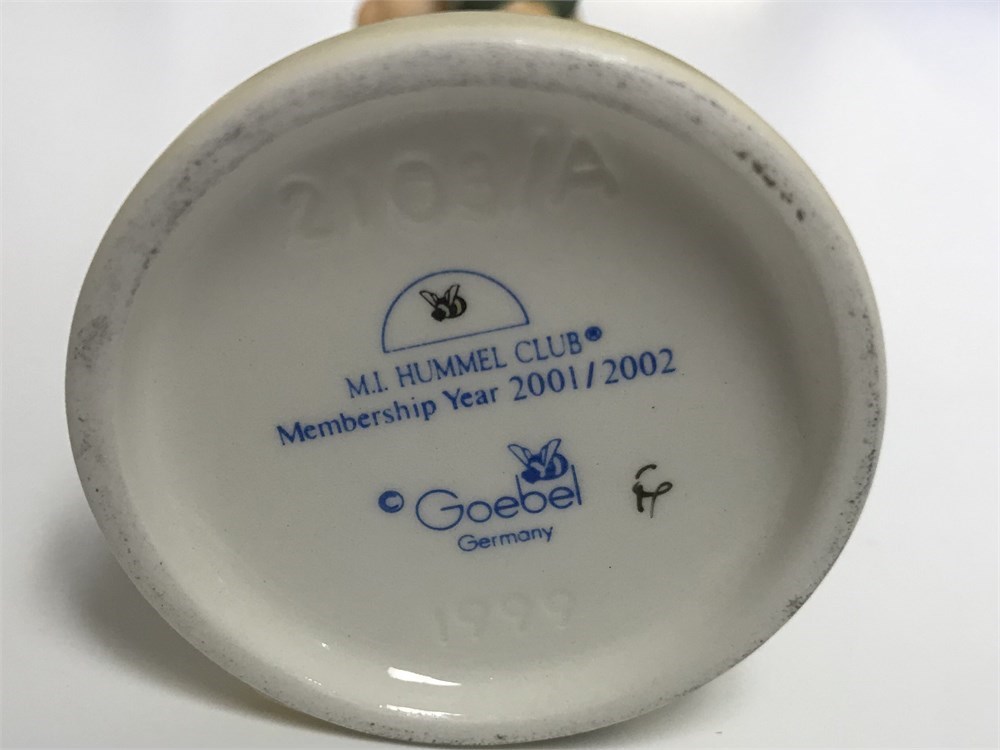 2103/A
M.I. HUMMEL CLUB®
Membership Year 2001/2002
© Goebel
Germany
1999